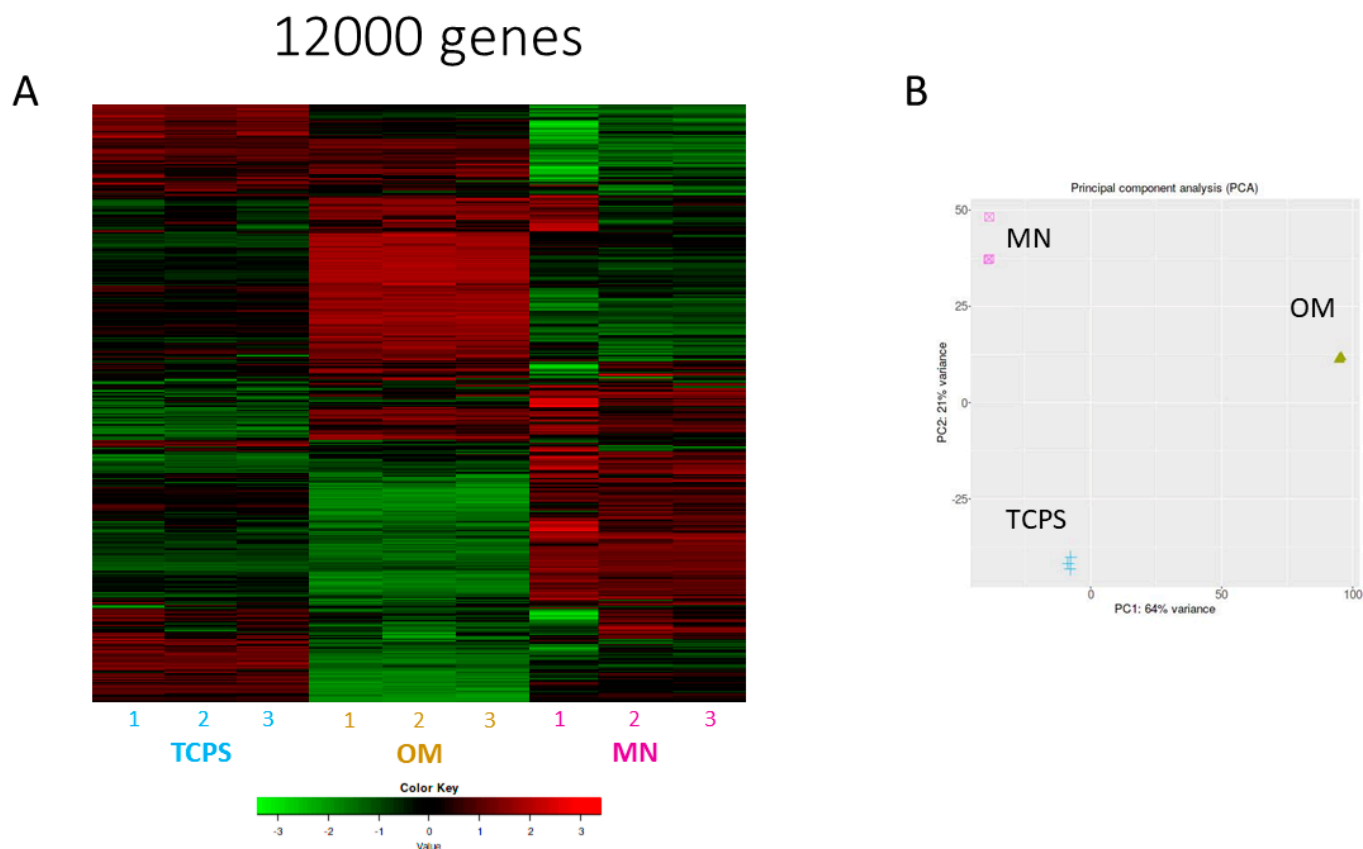 12000 genes
A
B
1 2 3 1 2 3 1 2 3
TCPS OM MN
Color Key
-3 -2 -1 0 1 2 3
Value
Principal component analysis (PCA)
50
25
0
-25
PC2: 21% variance
MN
OM
TCPS
0 50 100
PC1: 64% variance